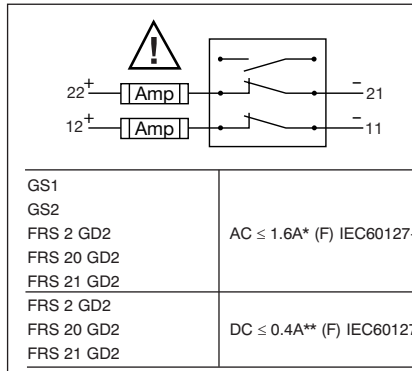 !
22+ Amp –21
12+ Amp –11
GS1
GS2
FRS 2 GD2
FRS 20 GD2
FRS 21 GD2
AC ≤ 1.6A* (F) IEC60127-
FRS 2 GD2
FRS 20 GD2
FRS 21 GD2
DC ≤ 0.4A** (F) IEC60127